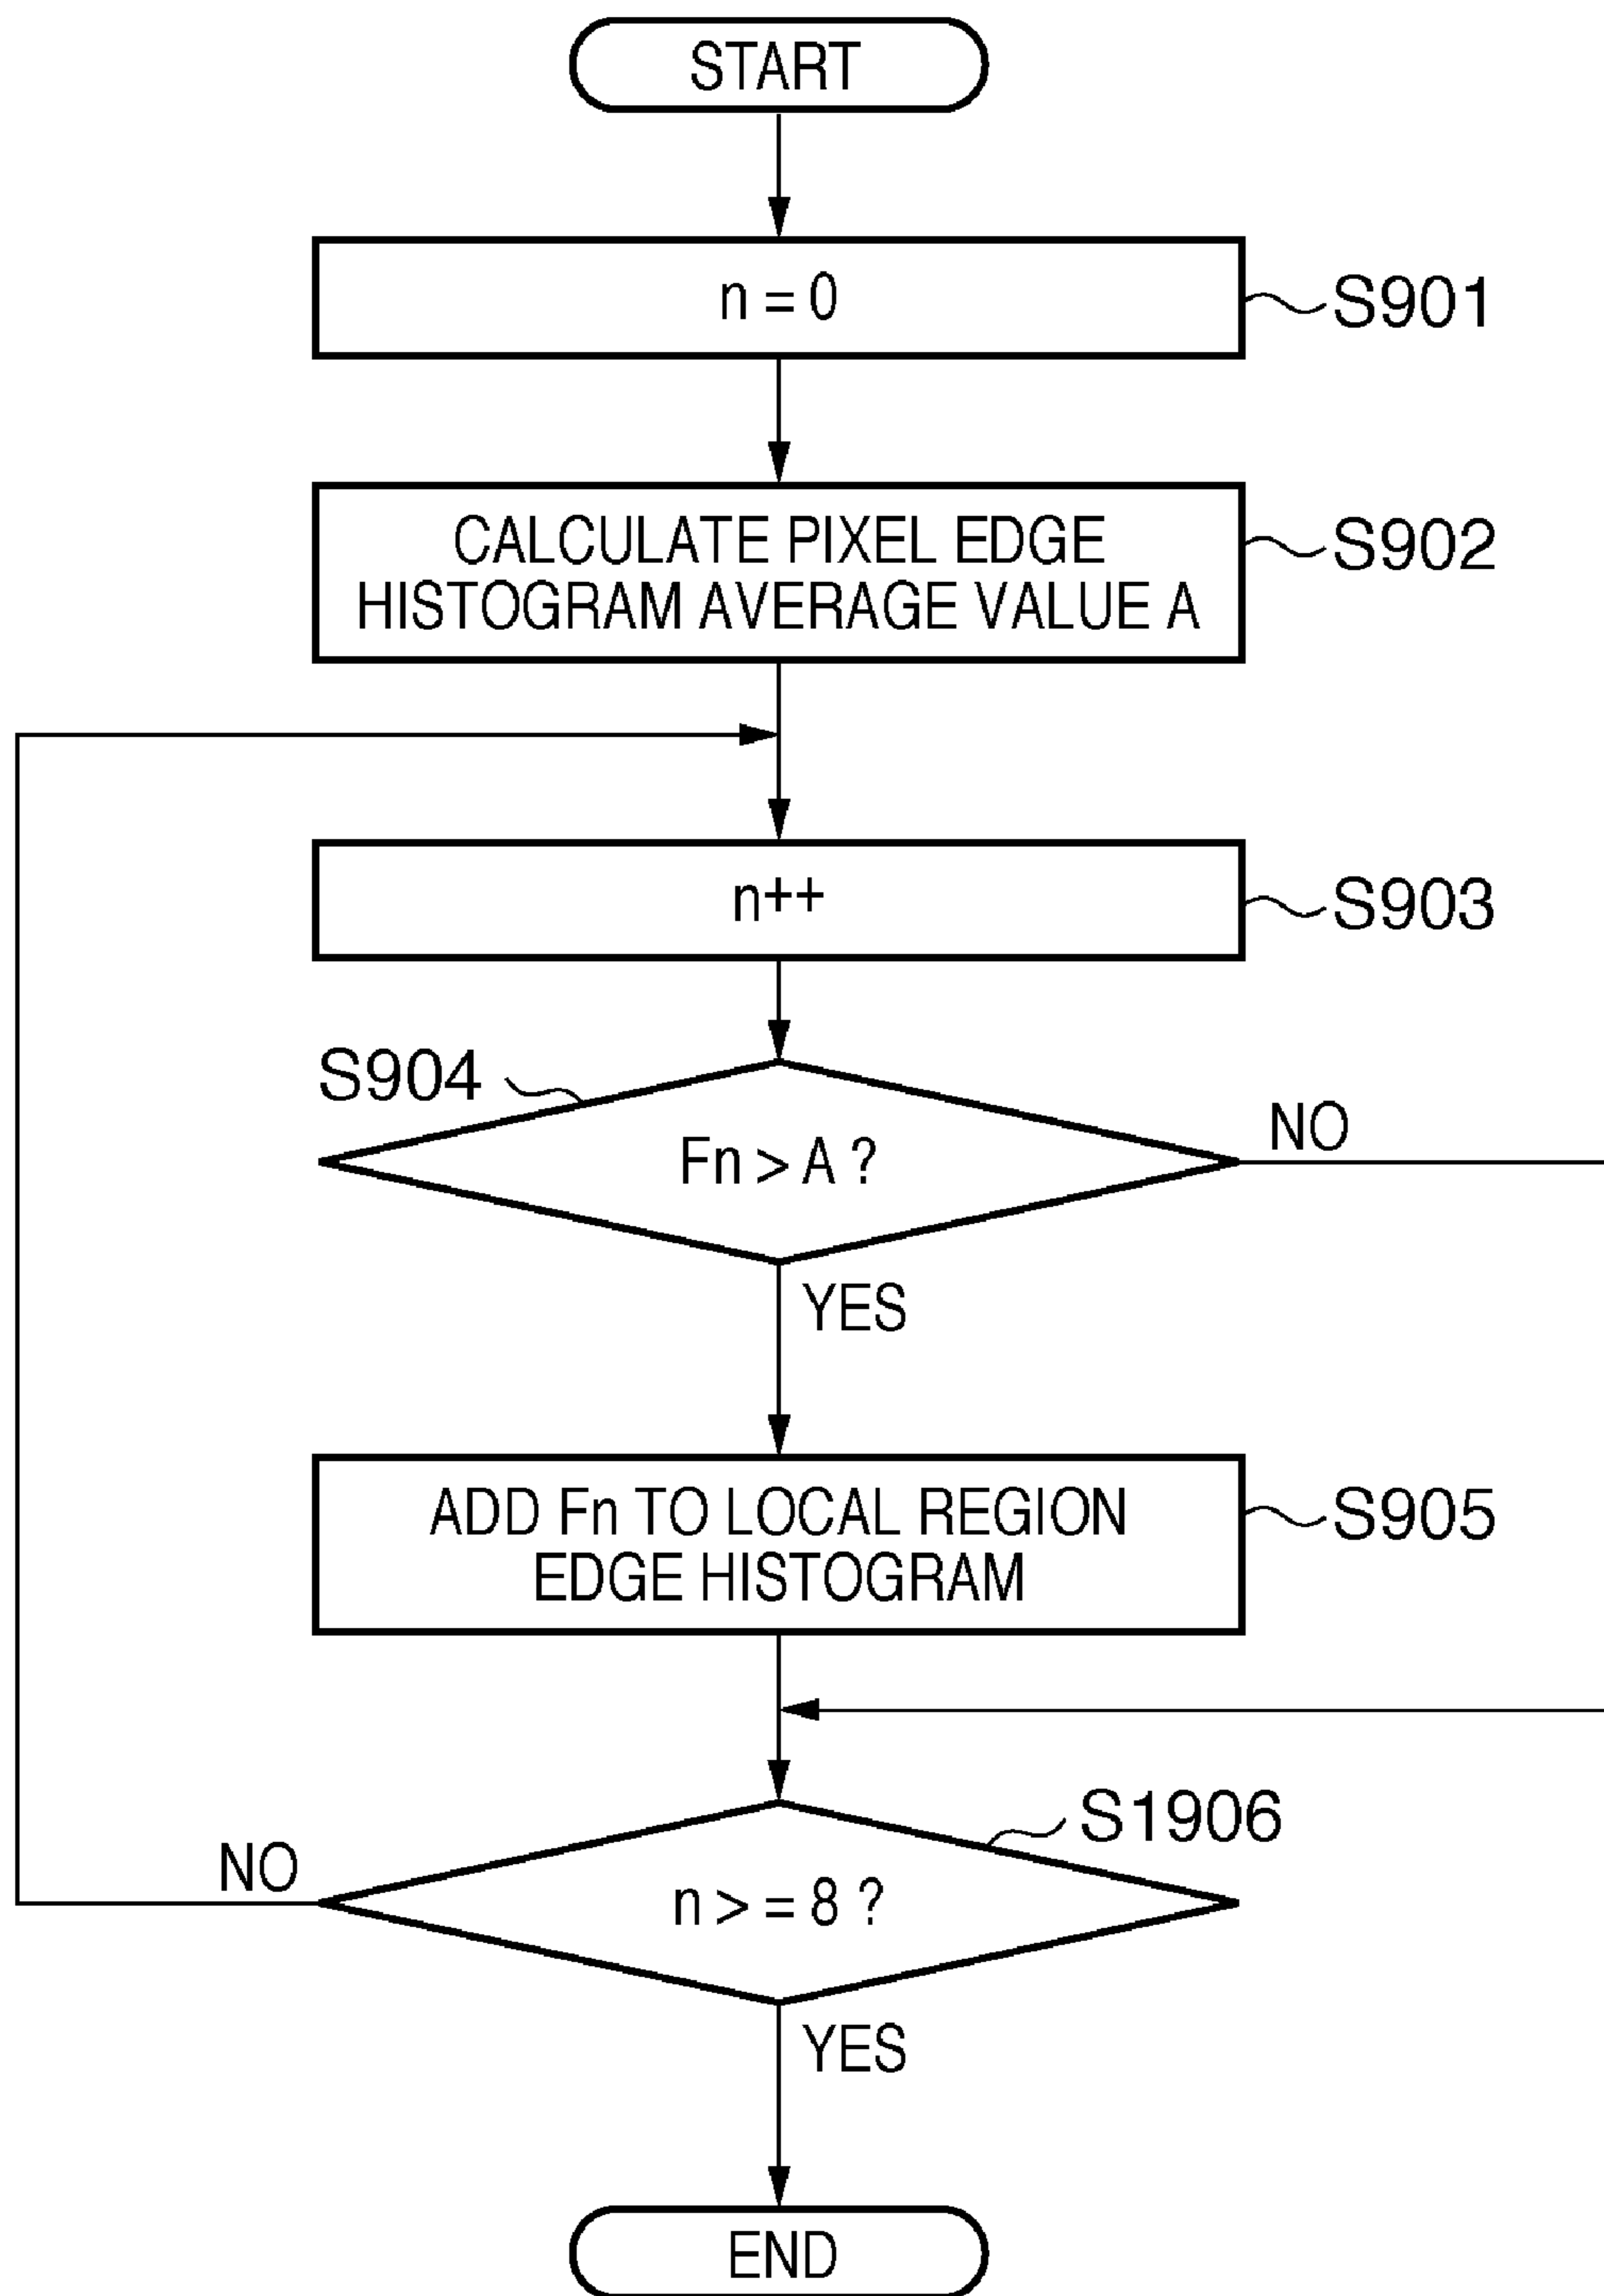 START
n = 0
S901
CALCULATE PIXEL EDGE
HISTOGRAM AVERAGE VALUE A
S902
n++
S903
S904
Fn > A ?
NO
YES
ADD Fn TO LOCAL REGION
EDGE HISTOGRAM
S905
S1906
NO
n > = 8 ?
YES
END